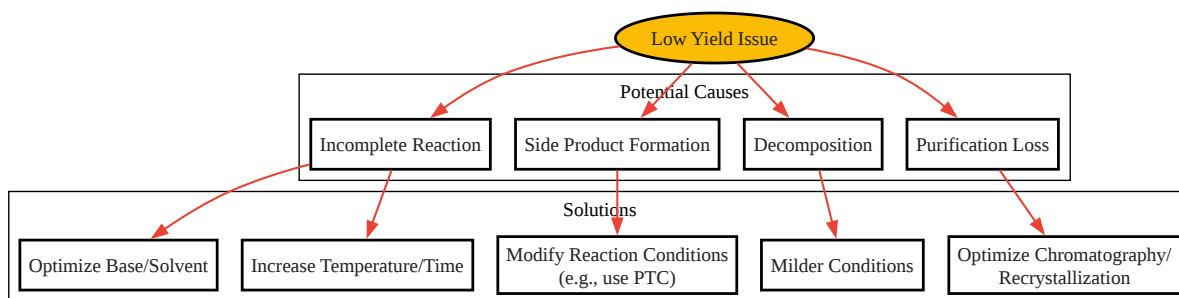 Low Yield Issue
Potential Causes
Incomplete Reaction
Side Product Formation
Decomposition
Purification Loss
Solutions
Optimize Base/Solvent
Increase Temperature/Time
Modify Reaction Conditions
(e.g., use PTC)
Milder Conditions
Optimize Chromatography/
Recrystallization